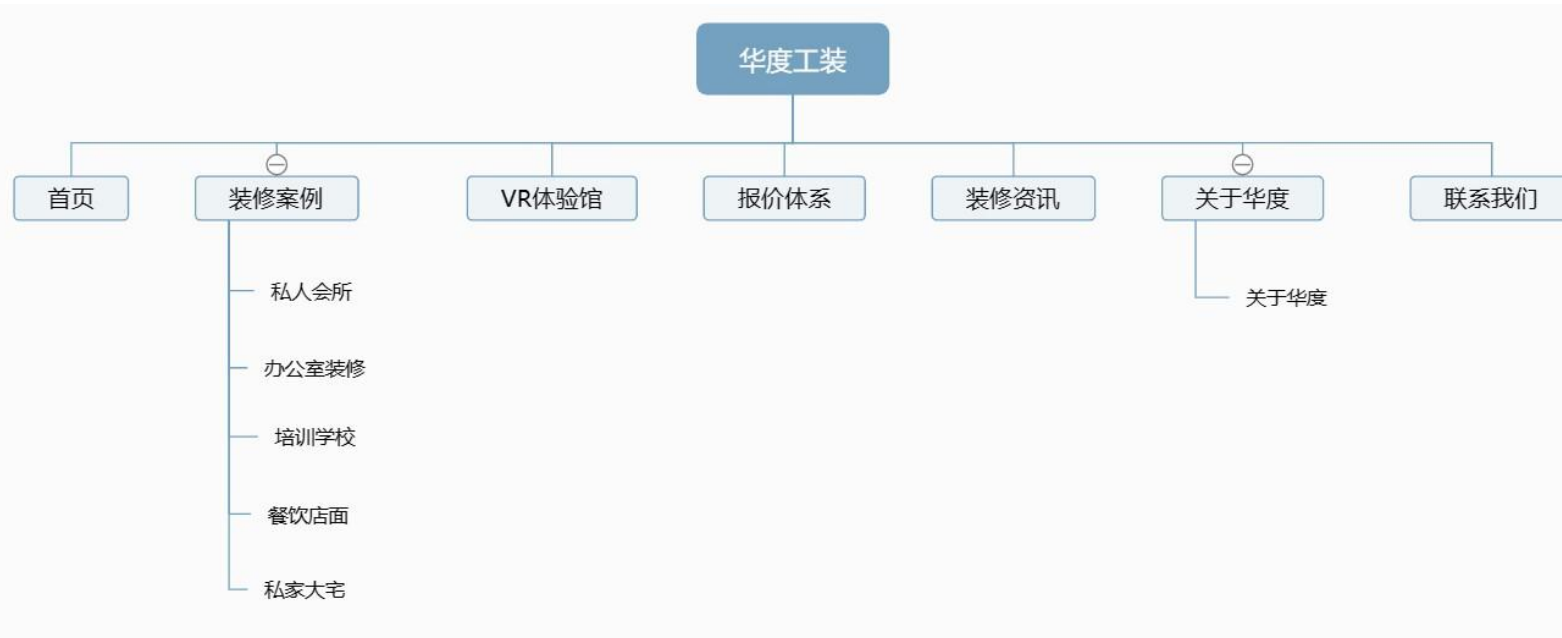 华度工装
首页
装修案例
VR体验馆
报价体系
装修资讯
关于华度
联系我们
私人会所
办公室装修
培训学校
餐饮店面
私家大宅
关于华度